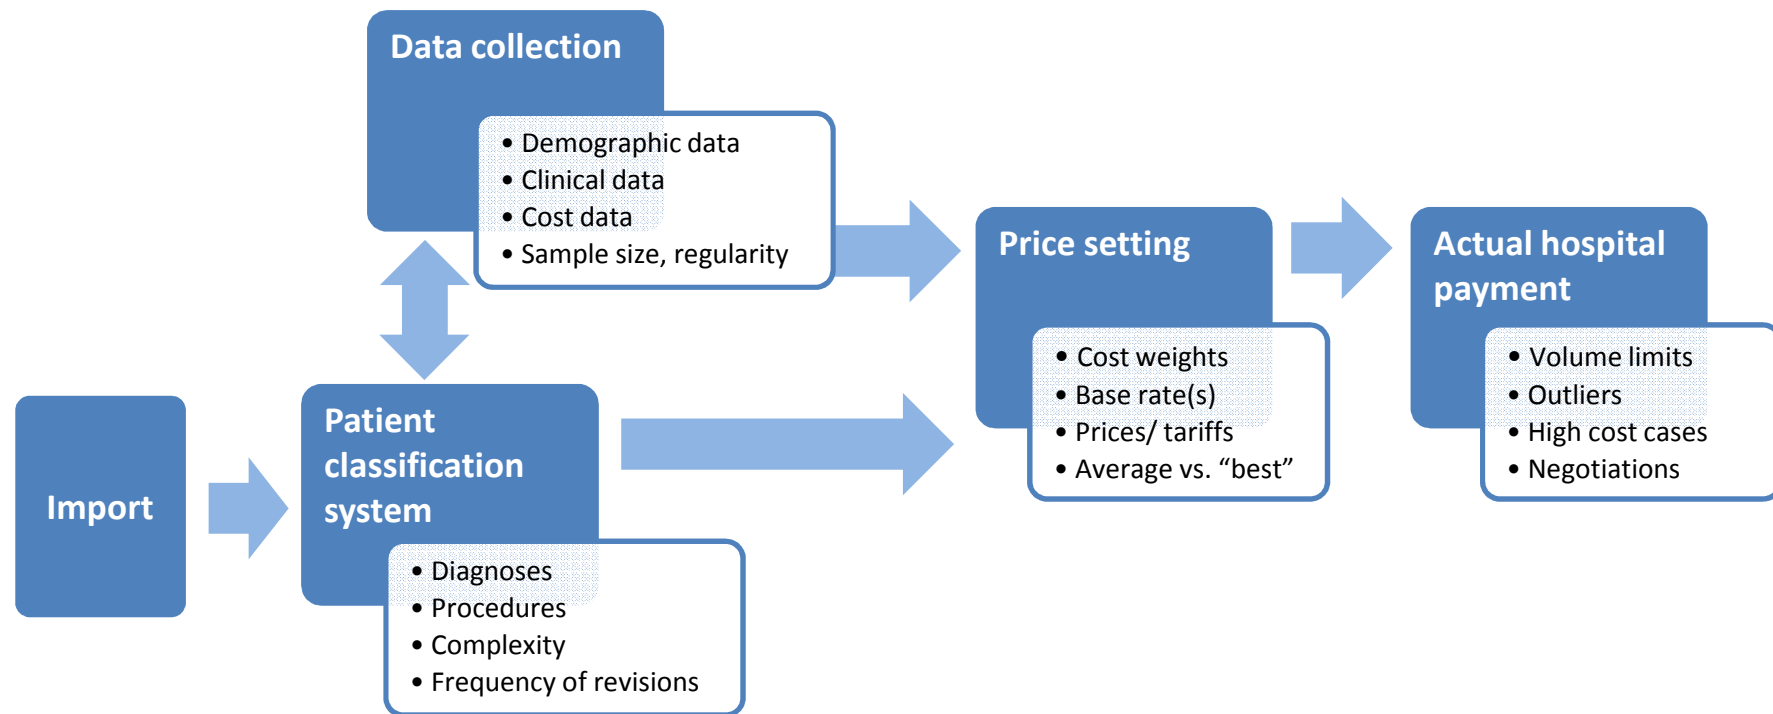 Data collection
• Demographic data
• Clinical data
• Cost data
• Sample size, regularity
Import
Patient
classification
system
• Diagnoses
• Procedures
• Complexity
• Frequency of revisions
Price setting
• Cost weights
• Base rate(s)
• Prices/ tariffs
• Average vs. “best”
Actual hospital
payment
• Volume limits
• Outliers
• High cost cases
• Negotiations